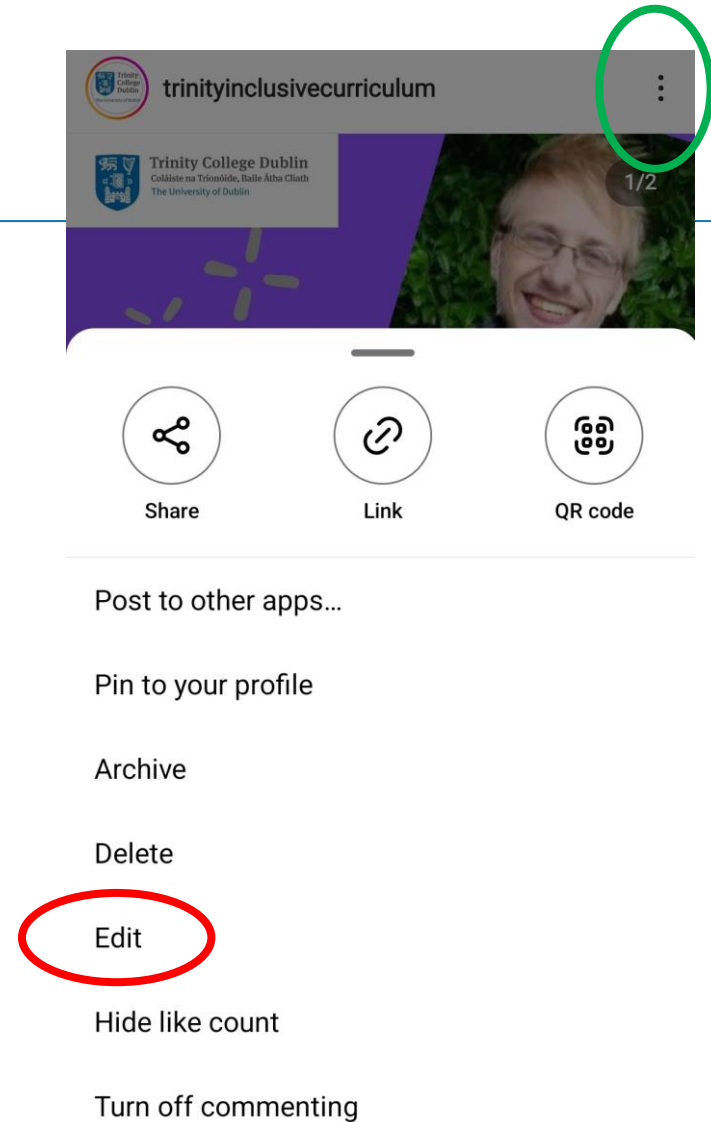 trinityinclusivecurriculum
Trinity College Dublin
Coláiste na Tríonóide, Baile Átha Cliath
The University of Dublin
1/2
Share
Link
QR code
Post to other apps...
Pin to your profile
Archive
Delete
Edit
Hide like count
Turn off commenting